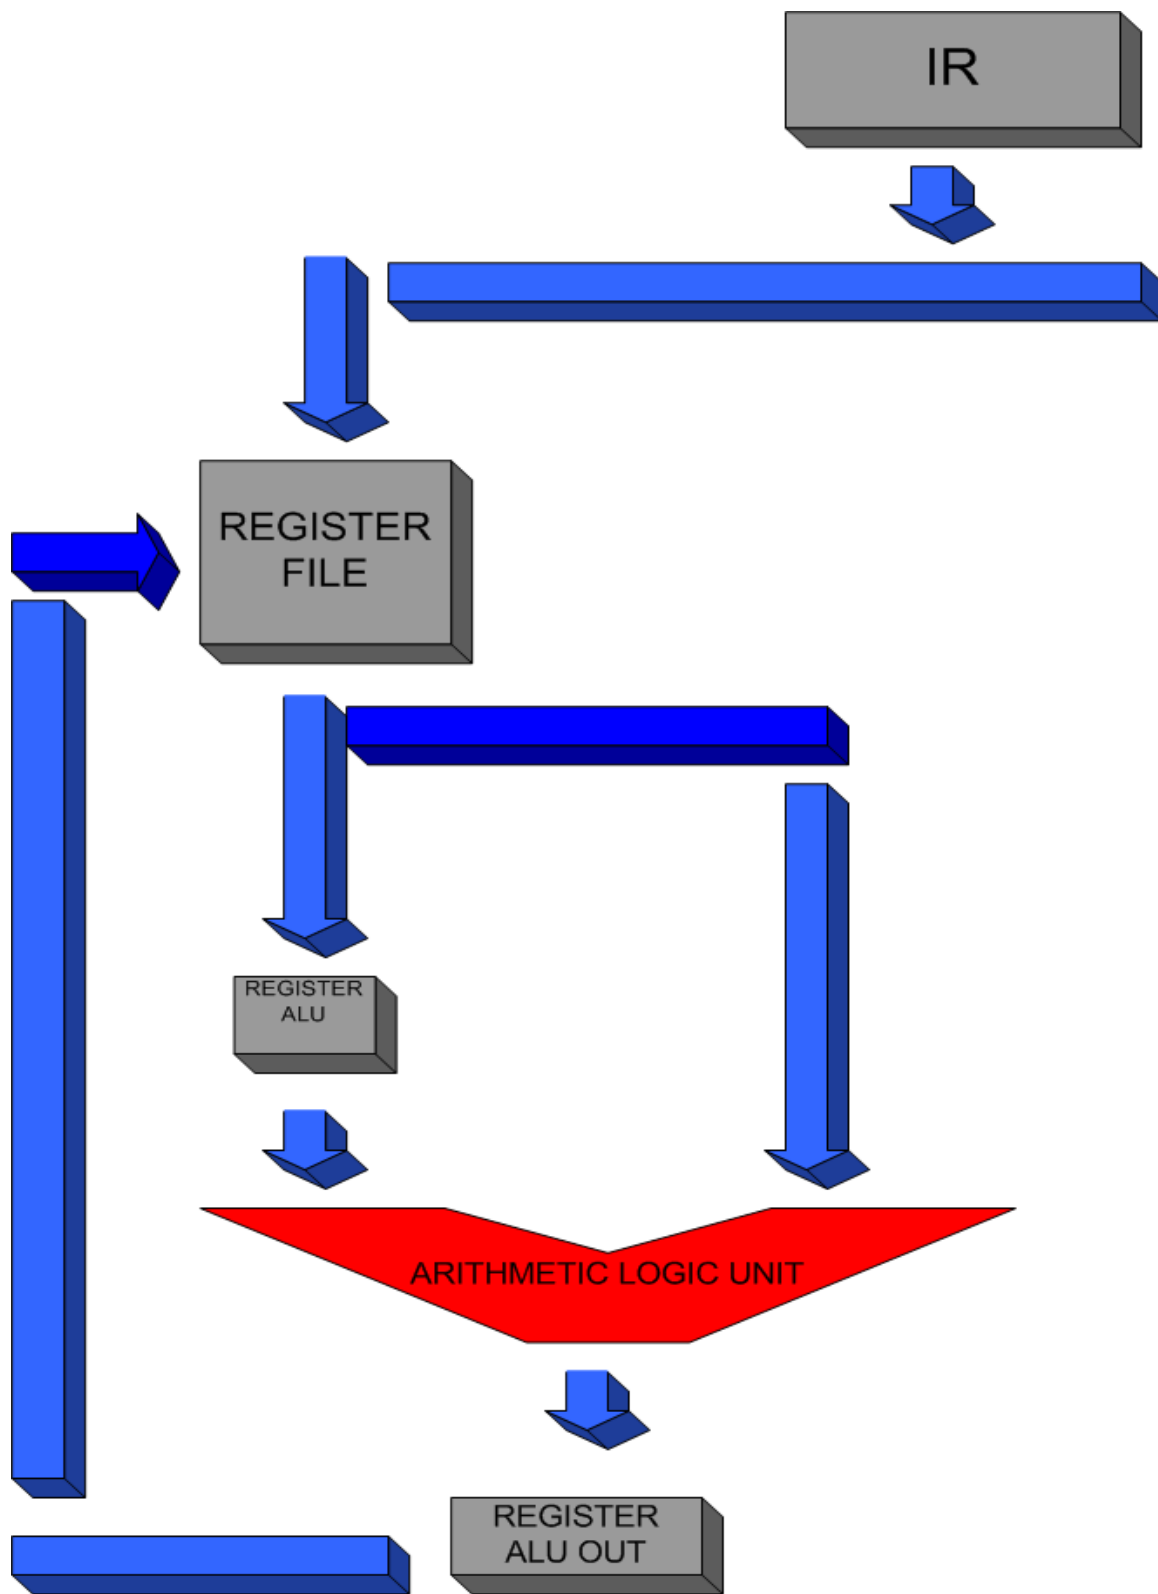 IR
REGISTER
FILE
REGISTER
ALU
ARITHMETIC LOGIC UNIT
REGISTER
ALU OUT